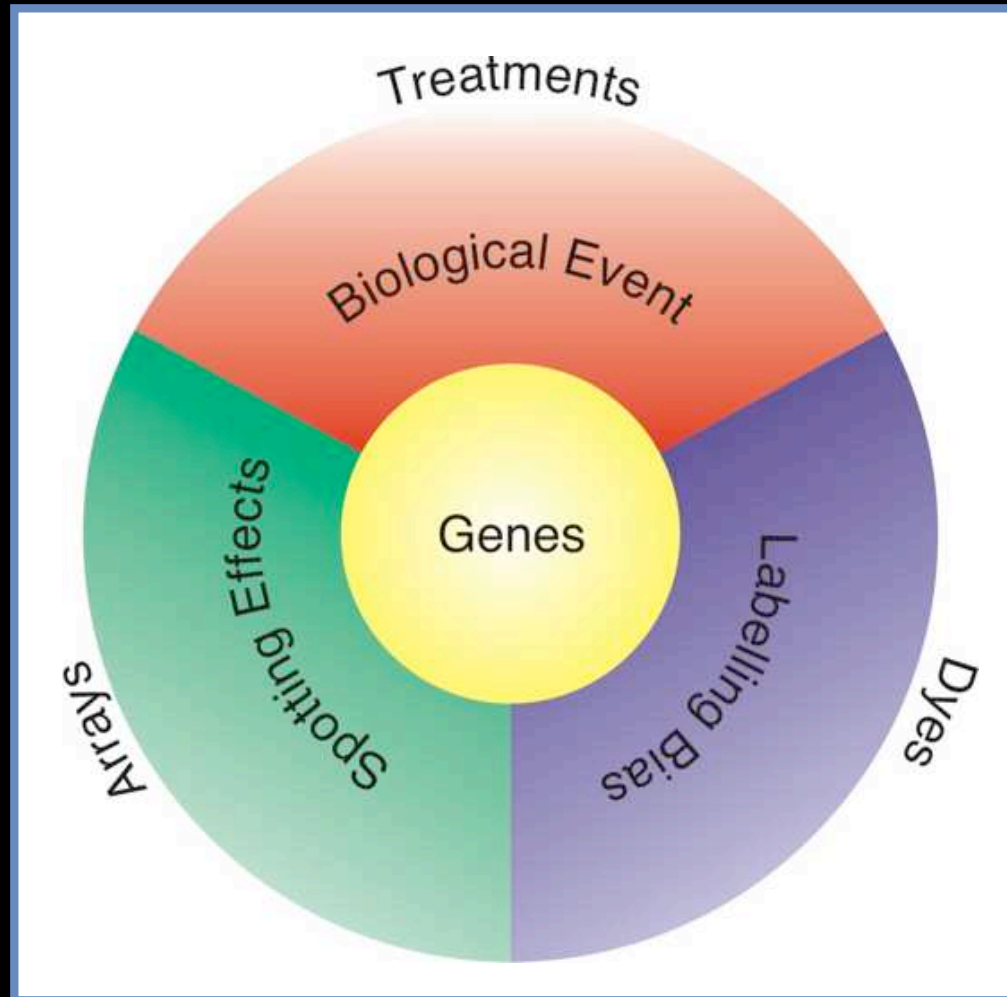 Treatments
Biological Event
Genes
Spotting Effects
Labelling Bias
Arrays
Dyes